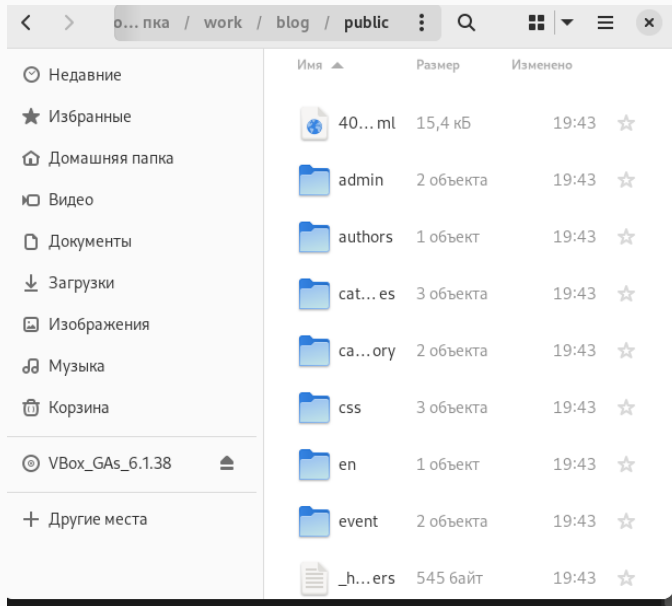 о… пка / work / blog / public
Имя Размер Изменено
Недавние
Избранные
Домашняя папка
Видео
Документы
Загрузки
Изображения
Музыка
Корзина
VBox_GAs_6.1.38
Другие места
40…ml 15,4 кБ 19:43
admin 2 объекта 19:43
authors 1 объект 19:43
cat…es 3 объекта 19:43
ca…ory 2 объекта 19:43
css 3 объекта 19:43
en 1 объект 19:43
event 2 объекта 19:43
_h…ers 545 байт 19:43